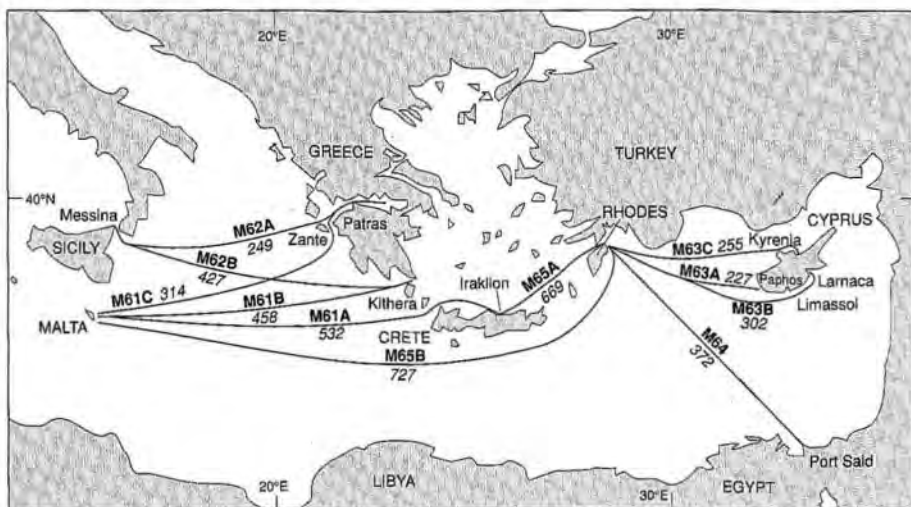 20°E
30°E
GREECE
TURKEY
40°N
Messina
SICILY
M62A
249
Zante
Patras
RHODES
CYPRUS
M63C 255 Kyrenia
M62B
427
M65A
669
M63A 227
Paphos
Larnaca
Limassol
M61C 314
M61B
458
Kithera
Iraklion
M63B
302
MALTA
M61A
532
CRETE
M65B
727
M64
372
Port Said
20°E
LIBYA
30°E
EGYPT